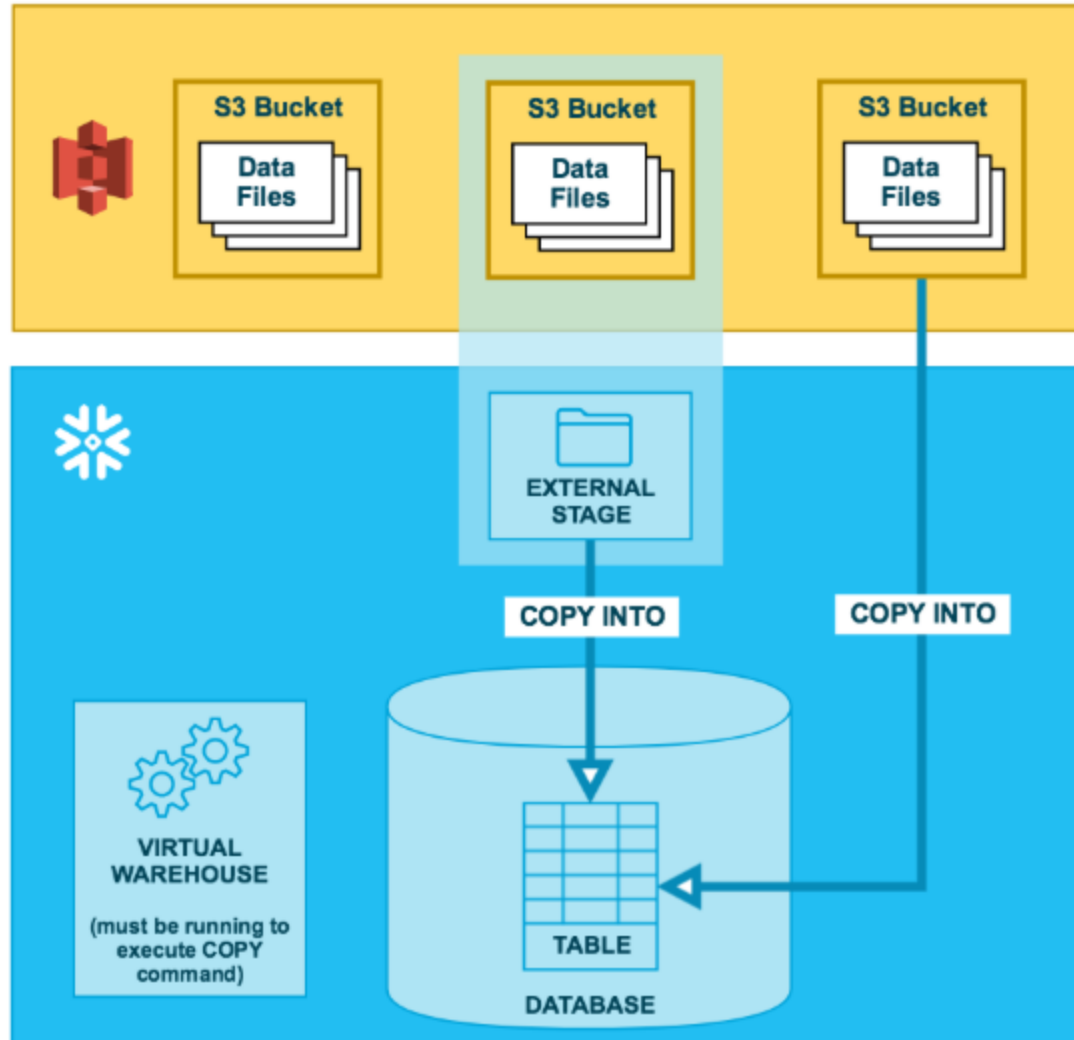 S3 Bucket
Data
Files
S3 Bucket
Data
Files
S3 Bucket
Data
Files
EXTERNAL
STAGE
COPY INTO
COPY INTO
VIRTUAL
WAREHOUSE
(must be running to
execute COPY
command)
TABLE
DATABASE